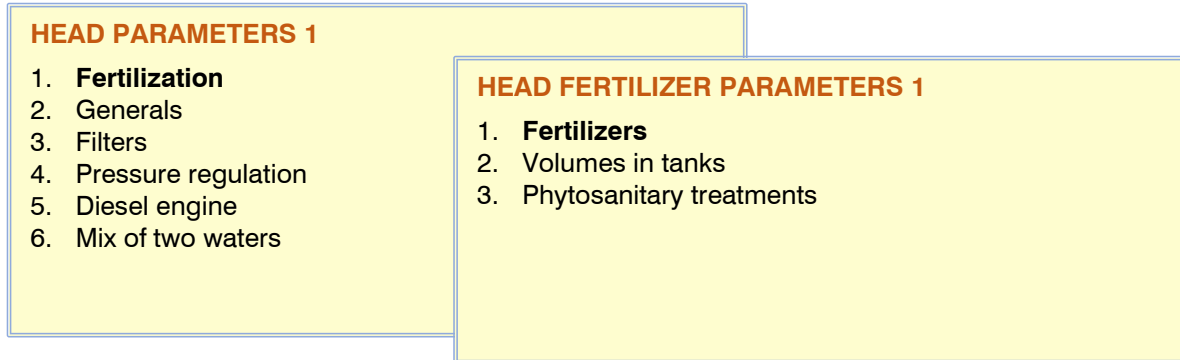 HEAD PARAMETERS 1
1. Fertilization
2. Generals
3. Filters
4. Pressure regulation
5. Diesel engine
6. Mix of two waters
HEAD FERTILIZER PARAMETERS 1
1. Fertilizers
2. Volumes in tanks
3. Phytosanitary treatments